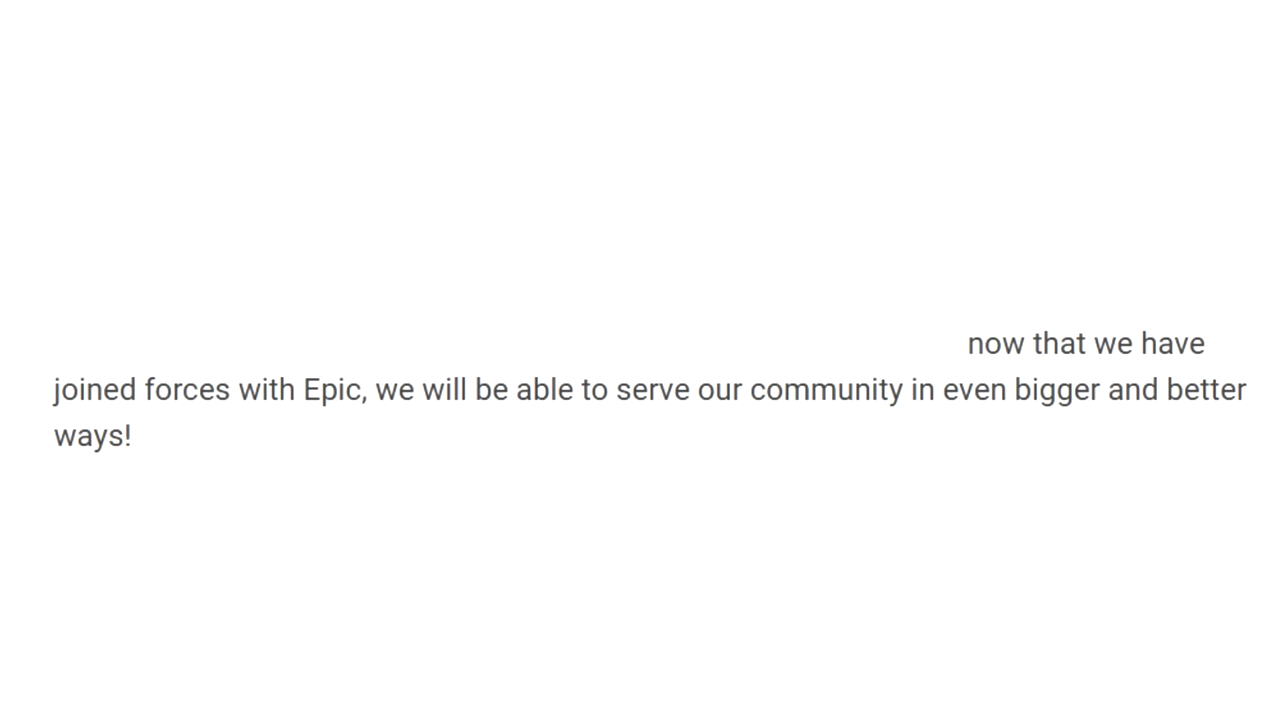 now that we have
joined forces with Epic, we will be able to serve our community in even bigger and better
ways!